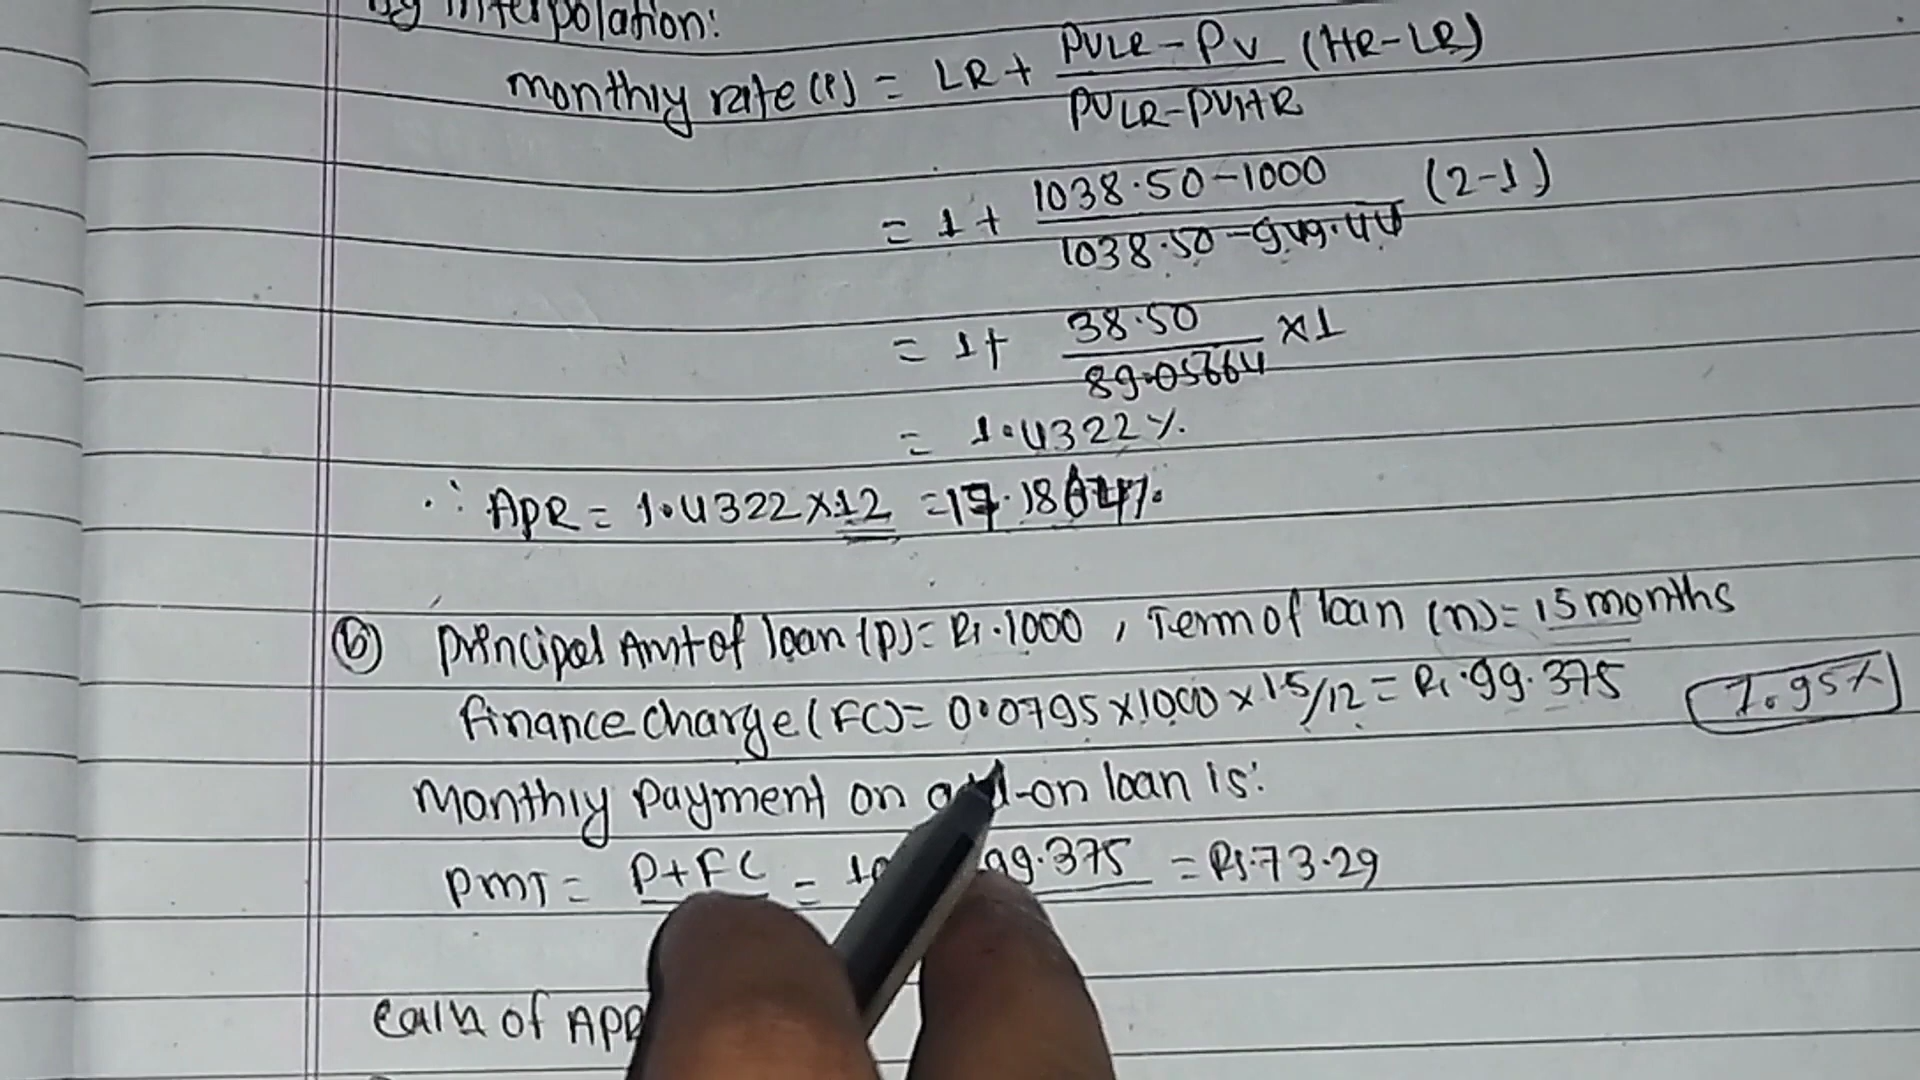 By interpolation:
monthly rate (P) = LR + PVLR - PV / PVLR - PVHR (HR - LR)
= 1 + 1038.50 - 1000 / 1038.50 - 949.44 (2-1)
= 1 + 38.50 / 89.05664 × 1
= 1.4322%
∴ APR = 1.4322 × 12 = 17.1864%
(b) principal Amt of loan (P) = Rs.1000, Term of loan (n) = 15 months
finance charge (FC) = 0.0795 × 1000 × 15/12 = Rs.99.375 7.95%
Monthly payment on add-on loan is:
PMT = P+FC = 99.375 = Rs.73.29
of APR